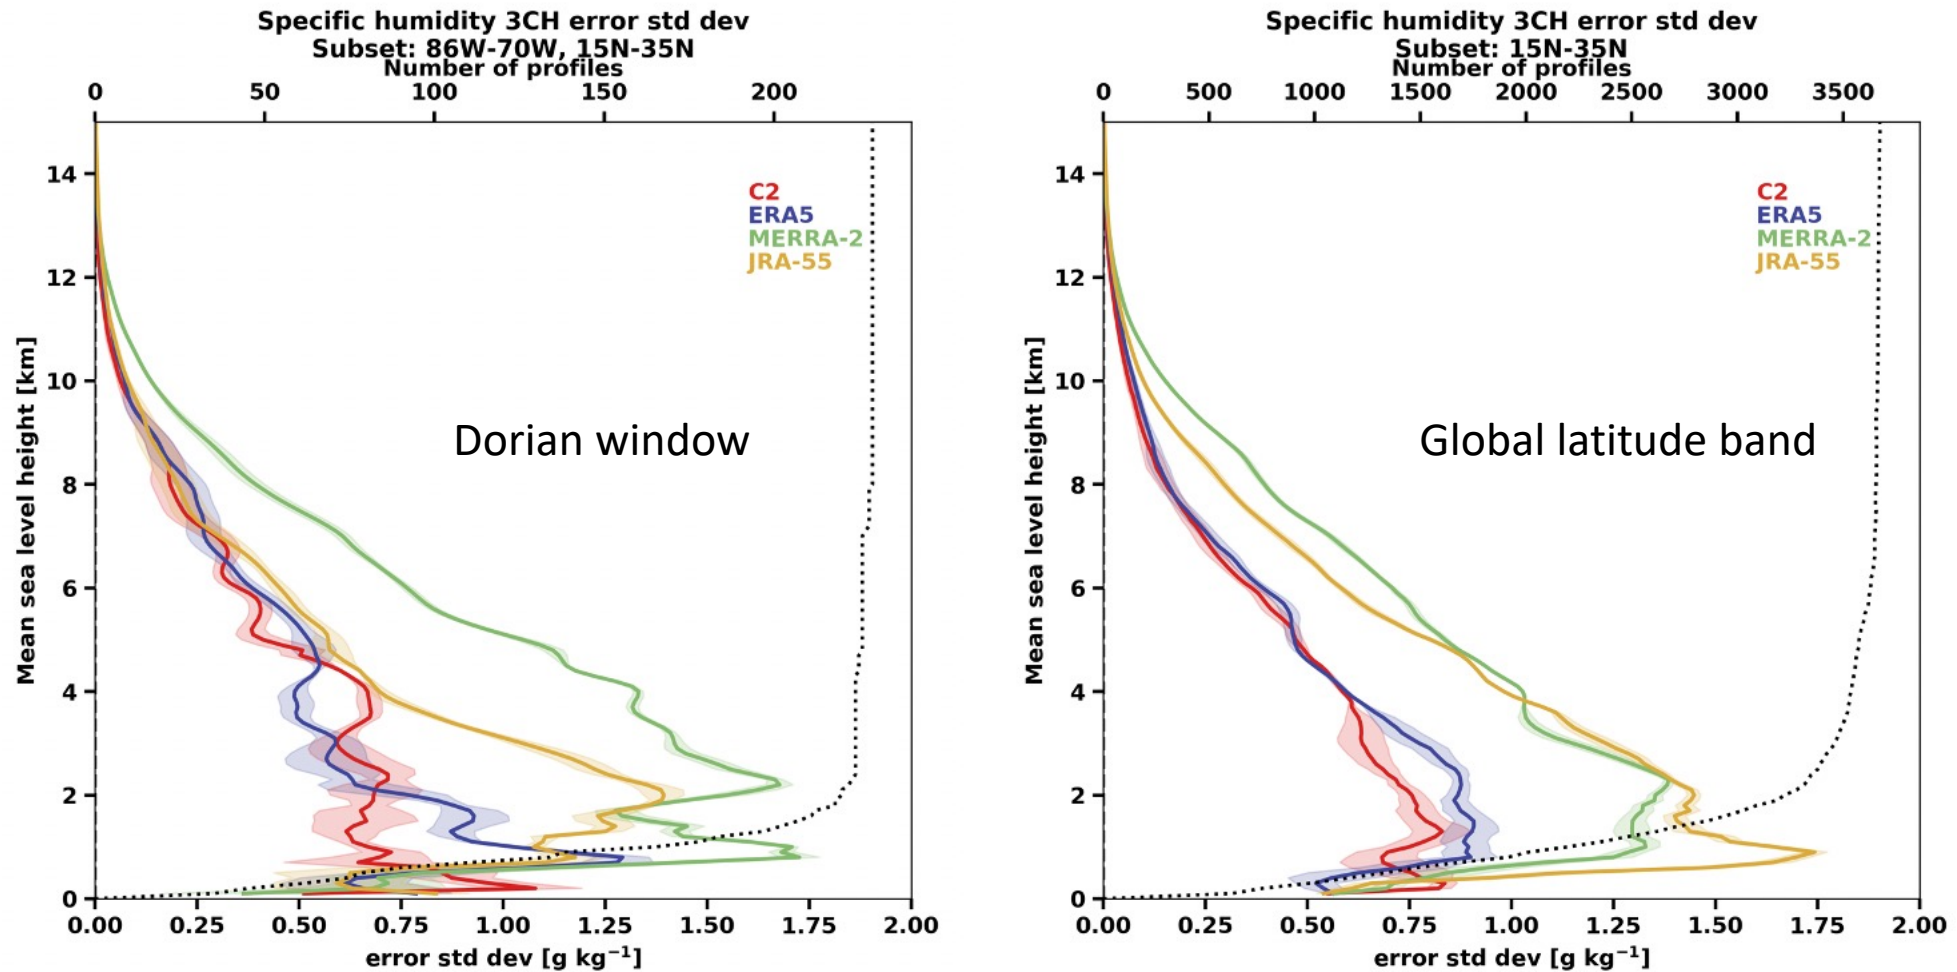 Specific humidity 3CH error std dev
Subset: 86W-70W, 15N-35N
Number of profiles
0 50 100 150 200
14
12
10
8
6
4
2
0
Mean sea level height [km]
C2
ERA5
MERRA-2
JRA-55
Dorian window
0.00 0.25 0.50 0.75 1.00 1.25 1.50 1.75 2.00
error std dev [g kg⁻¹]
Specific humidity 3CH error std dev
Subset: 15N-35N
Number of profiles
0 500 1000 1500 2000 2500 3000 3500
14
12
10
8
6
4
2
0
Mean sea level height [km]
C2
ERA5
MERRA-2
JRA-55
Global latitude band
0.00 0.25 0.50 0.75 1.00 1.25 1.50 1.75 2.00
error std dev [g kg⁻¹]